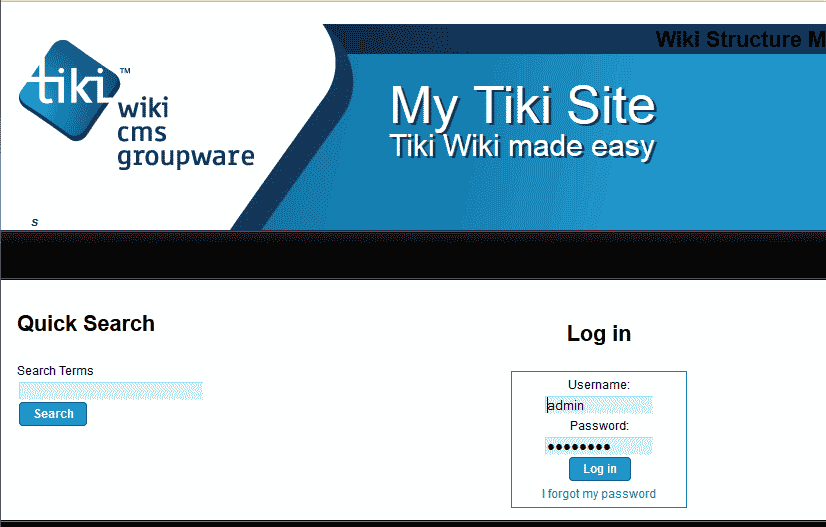 Wiki Structure M
tiki™
wiki
cms
groupware
My Tiki Site
Tiki Wiki made easy
s
Quick Search
Log in
Search Terms
Search
Username:
admin
Password:
●●●●●●●●
Log in
I forgot my password